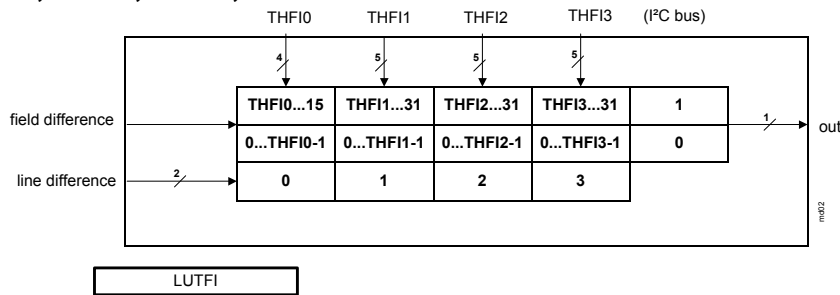 THFI0 THFI1 THFI2 THFI3 (I²C bus)
4 5 5 5
field difference THFI0...15 THFI1...31 THFI2...31 THFI3...31 1 1 out
0...THFI0-1 0...THFI1-1 0...THFI2-1 0...THFI3-1 0
line difference 2 0 1 2 3
md02
LUTFI